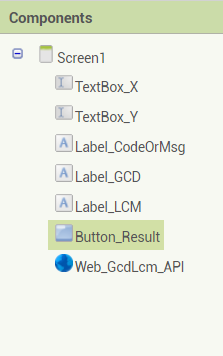 Components
Screen1
TextBox_X
TextBox_Y
Label_CodeOrMsg
Label_GCD
Label_LCM
Button_Result
Web_GcdLcm_API